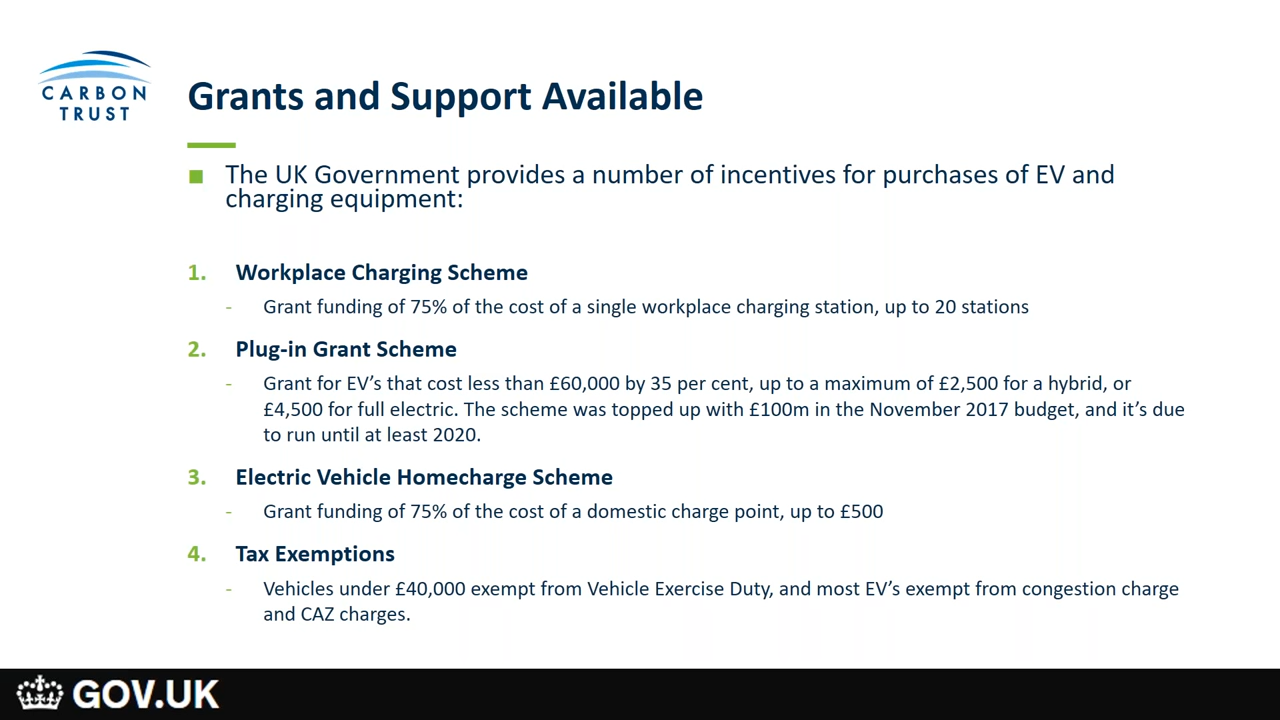 CARBON
TRUST
Grants and Support Available
■ The UK Government provides a number of incentives for purchases of EV and
charging equipment:
1. Workplace Charging Scheme
- Grant funding of 75% of the cost of a single workplace charging station, up to 20 stations
2. Plug-in Grant Scheme
- Grant for EV’s that cost less than £60,000 by 35 per cent, up to a maximum of £2,500 for a hybrid, or
£4,500 for full electric. The scheme was topped up with £100m in the November 2017 budget, and it’s due
to run until at least 2020.
3. Electric Vehicle Homecharge Scheme
- Grant funding of 75% of the cost of a domestic charge point, up to £500
4. Tax Exemptions
- Vehicles under £40,000 exempt from Vehicle Exercise Duty, and most EV’s exempt from congestion charge
and CAZ charges.
GOV.UK